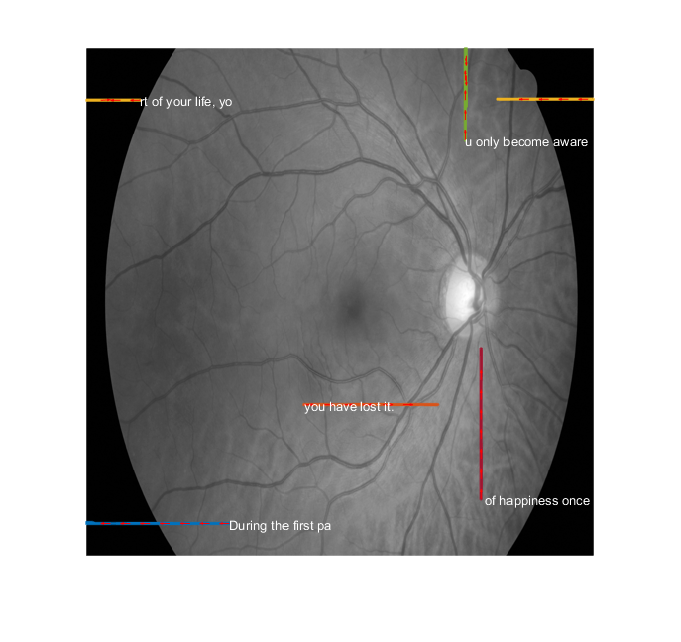 rt of your life, yo
u only become aware
you have lost it.
of happiness once
During the first pa